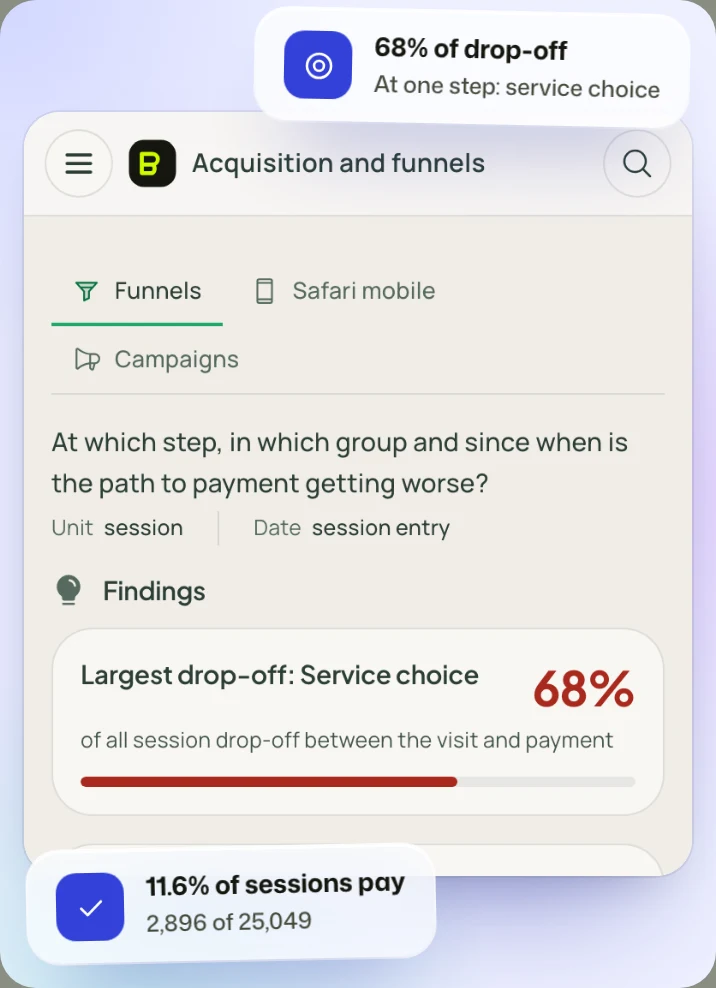 68% of drop-off
At one step: service choice
B
Acquisition and funnels
Funnels
Safari mobile
Campaigns
At which step, in which group and since when is
the path to payment getting worse?
Unit session
Date session entry
Findings
Largest drop-off: Service choice
68%
of all session drop-off between the visit and payment
11.6% of sessions pay
2,896 of 25,049